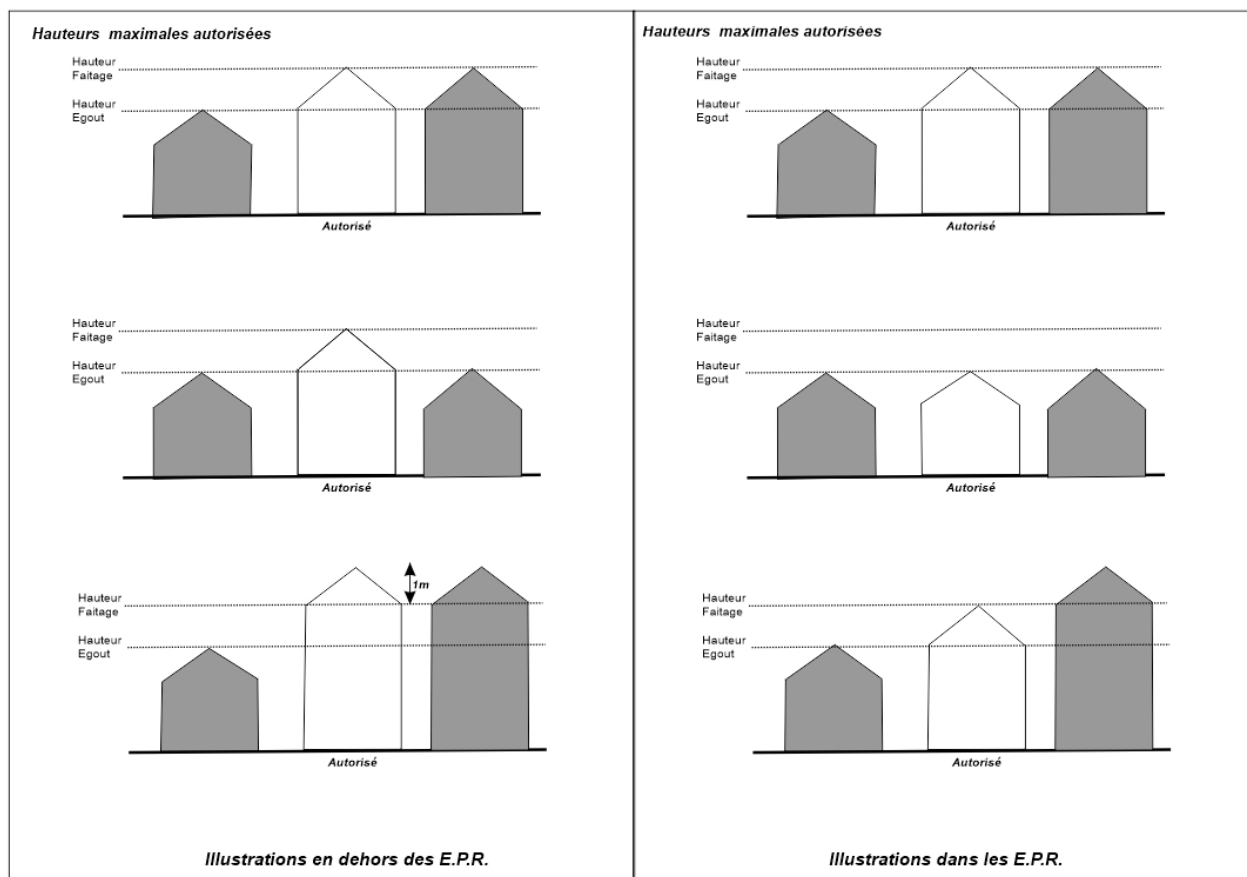 Hauteurs maximales autorisées
Hauteur
Faitage
Hauteur
Egout
Autorisé
Hauteur
Faitage
Hauteur
Egout
Autorisé
1m
Hauteur
Faitage
Hauteur
Egout
Autorisé
Illustrations en dehors des E.P.R.
Hauteurs maximales autorisées
Hauteur
Faitage
Hauteur
Egout
Autorisé
Hauteur
Faitage
Hauteur
Egout
Autorisé
Hauteur
Faitage
Hauteur
Egout
Autorisé
Illustrations dans les E.P.R.